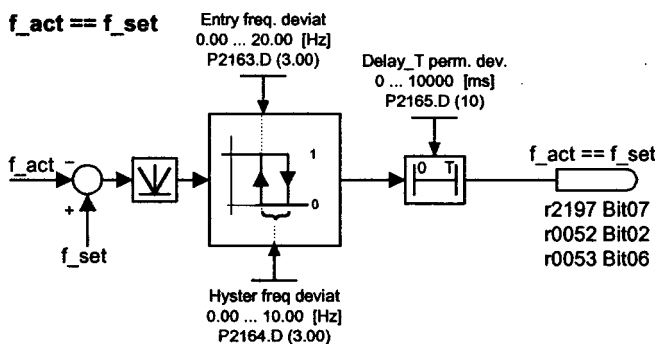 f_act == f_set
Entry freq. deviat
0.00 ... 20.00 [Hz]
P2163.D (3.00)
Delay_T perm. dev.
0 ... 10000 [ms]
P2165.D (10)
f_act
−
+
f_set
1
0
0 T
f_act == f_set
r2197 Bit07
r0052 Bit02
r0053 Bit06
Hyster freq deviat
0.00 ... 10.00 [Hz]
P2164.D (3.00)